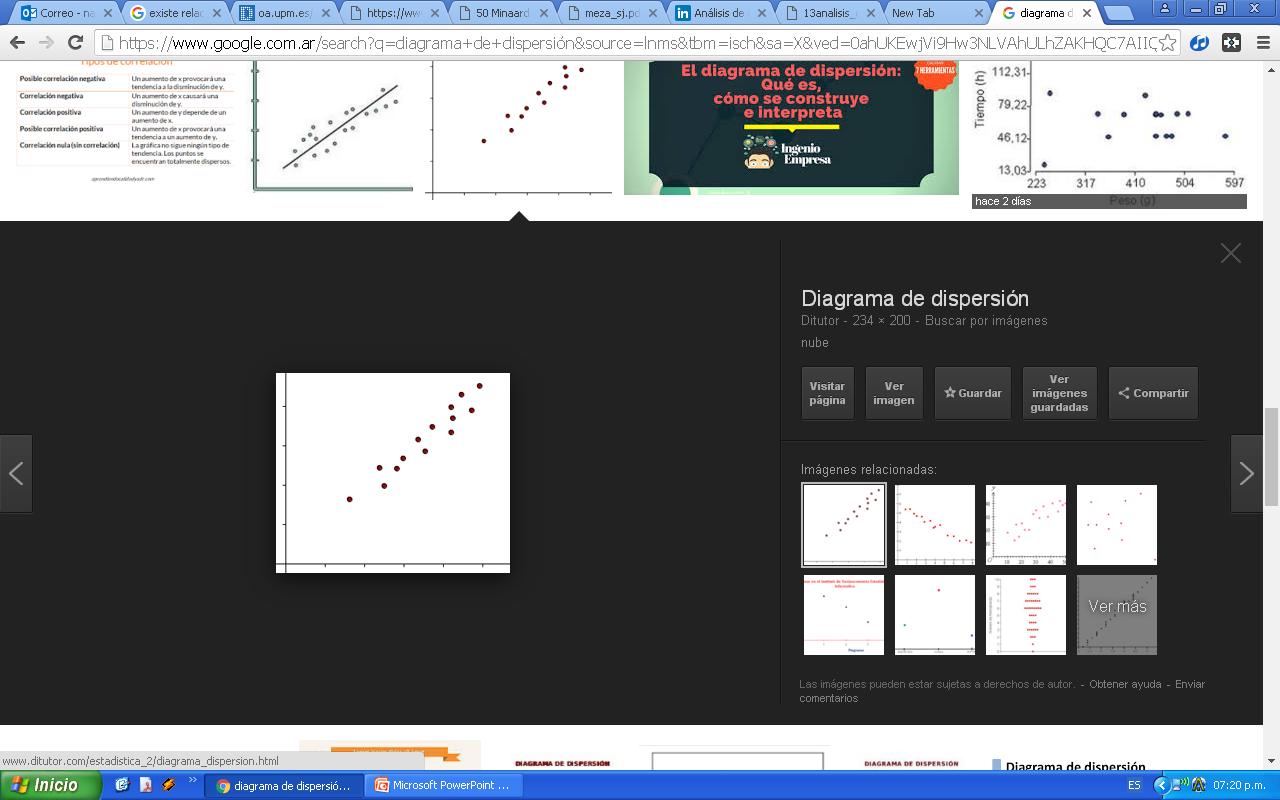 Correo - na
existe relac
oa.upm.es/
https://ww
50 Minaard
meza_sj.pd
Análisis de
13analisis_
New Tab
diagrama d
https://www.google.com.ar/search?q=diagrama+de+dispersión&source=lnms&tbm=isch&sa=X&ved=0ahUKEwjVi9Hw3NLVAhULhZAKHQC7AIIQ
Tipos de correlación
Posible correlación negativa Un aumento de x provocará una
tendencia a la disminución de y.
Correlación negativa Un aumento de x causará una
disminución de y.
Correlación positiva Un aumento de y depende de un
aumento de x.
Posible correlación positiva Un aumento de x provocará una
tendencia a un aumento de y.
Correlación nula (sin correlación) La gráfica no sigue ningún tipo de
tendencia. Los puntos se
encuentran totalmente dispersos.
aprendiendocalidadyadr.com
7 HERRAMIENTAS
El diagrama de dispersión:
Qué es,
cómo se construye
e interpreta
Ingenio
Empresa
Tiempo (h)
112,31
79,22
46,12
13,03
223 317 410 504 597
Peso (g)
hace 2 días
Diagrama de dispersión
Ditutor - 234 × 200 - Buscar por imágenes
nube
Visitar
página
Ver
imagen
Guardar
Ver
imágenes
guardadas
Compartir
Imágenes relacionadas:
Programas
Ver más
Las imágenes pueden estar sujetas a derechos de autor. - Obtener ayuda - Enviar
comentarios
DIAGRAMA DE DISPERSIÓN
DIAGRAMA DE DISPERSIÓN
Diagrama de dispersión
www.ditutor.com/estadistica_2/diagrama_dispersion.html
Inicio
diagrama de dispersió...
Microsoft PowerPoint ...
ES
07:20 p.m.